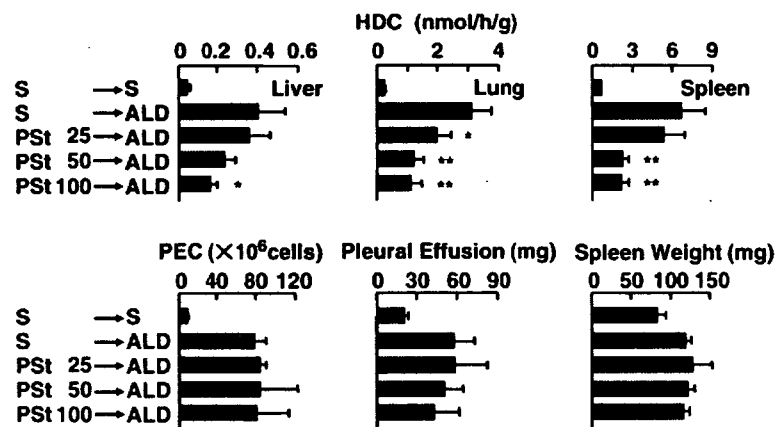 HDC (nmol/h/g)
0 0.2 0.4 0.6 0 2 4 0 3 6 9
S →S Liver Lung Spleen
S →ALD
PSt 25→ALD *
PSt 50→ALD ** **
PSt 100→ALD * ** **
PEC (×10⁶cells) Pleural Effusion (mg) Spleen Weight (mg)
0 40 80 120 0 30 60 90 0 50 100 150
S →S
S →ALD
PSt 25→ALD
PSt 50→ALD
PSt 100→ALD